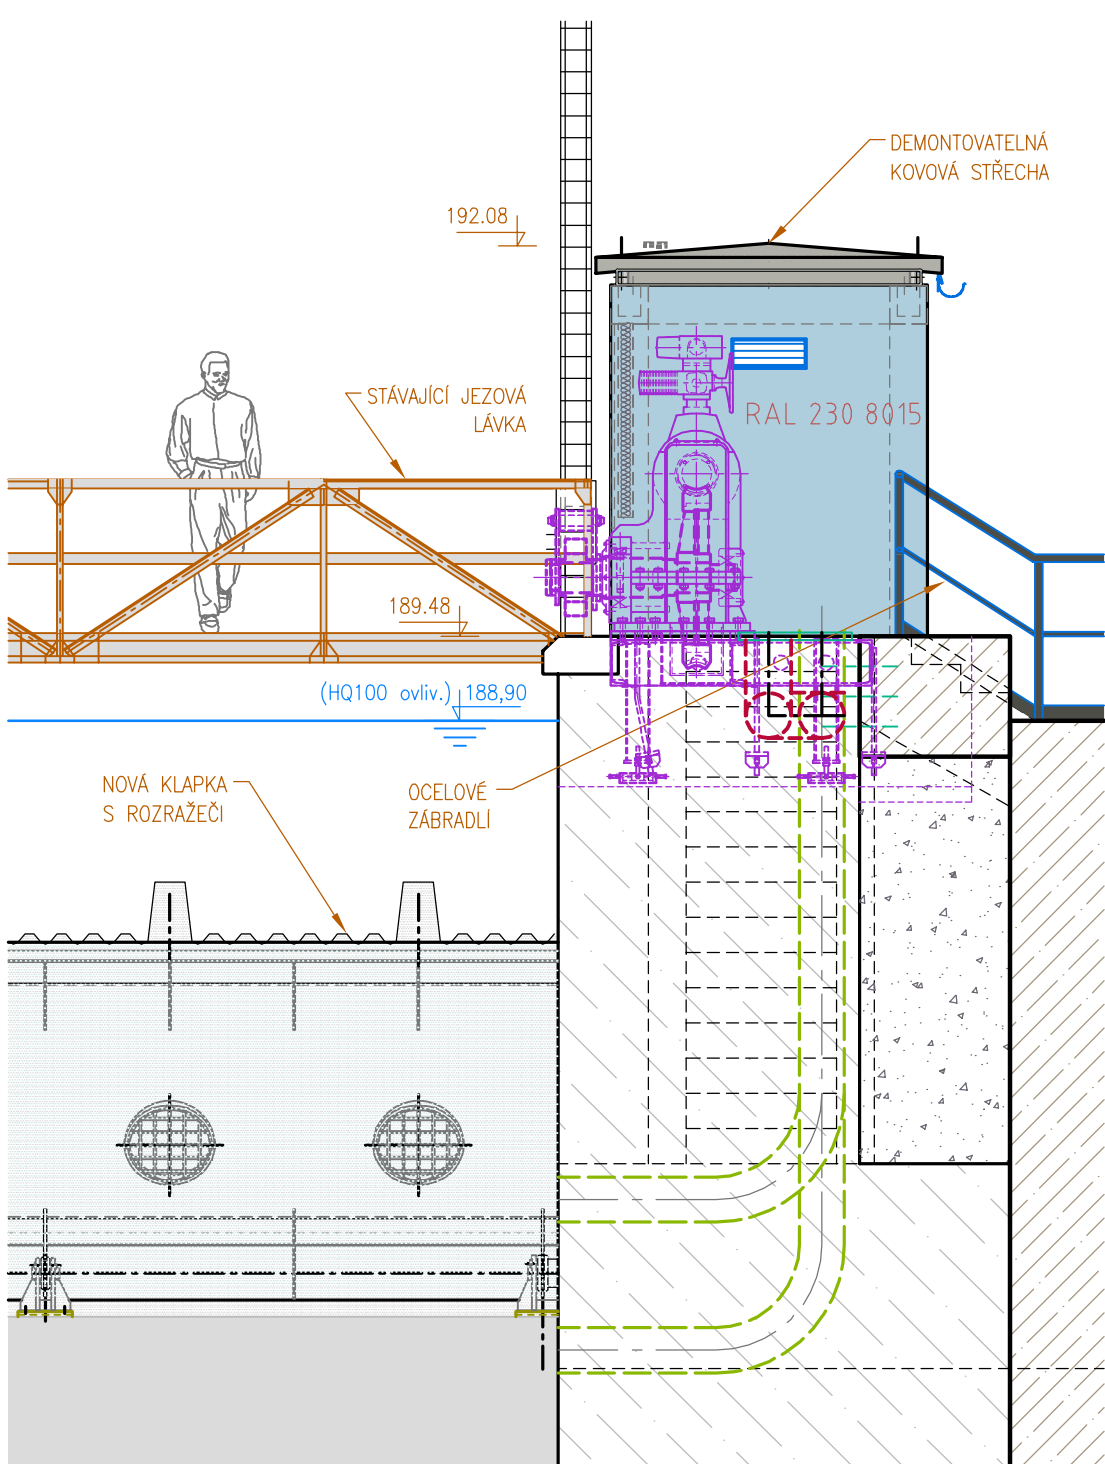 DEMONTOVATELNÁ
KOVOVÁ STŘECHA
192.08
STÁVAJÍCÍ JEZOVÁ
LÁVKA
RAL 230 8015
189.48
(HQ100 ovliv.) 188,90
NOVÁ KLAPKA
S ROZRAŽEČI
OCELOVÉ
ZÁBRADLÍ